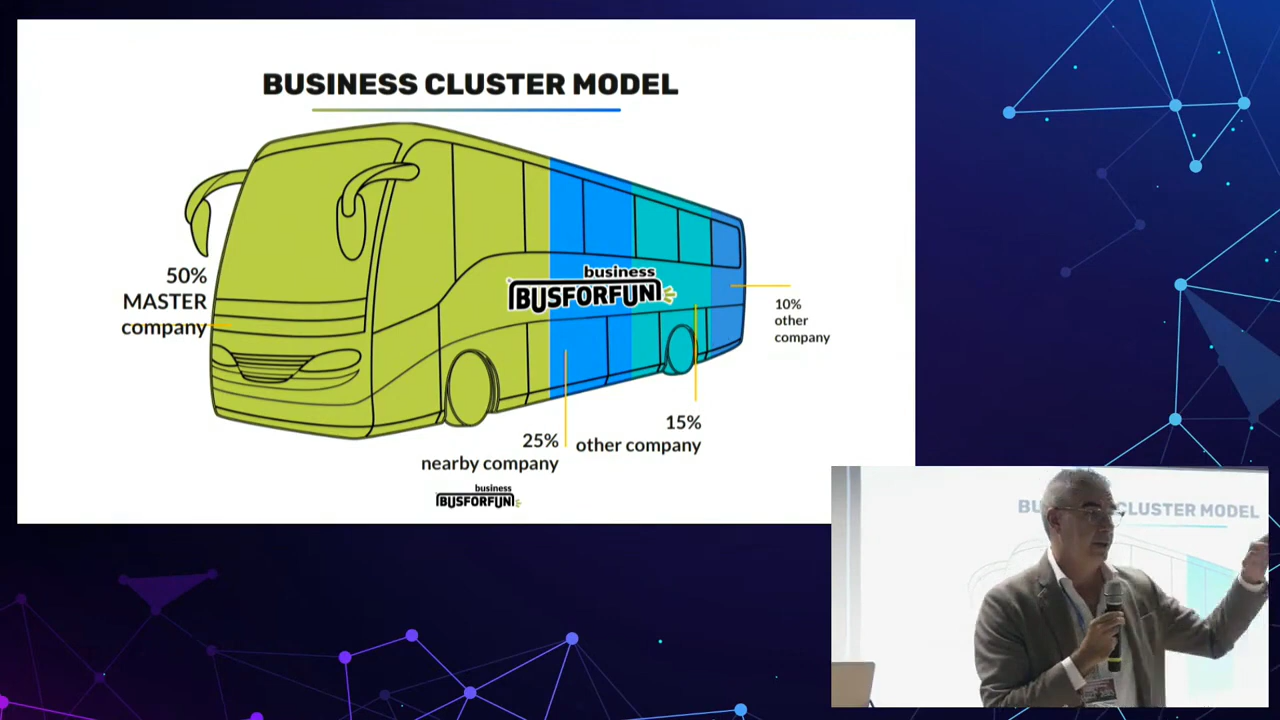 BUSINESS CLUSTER MODEL
50%
MASTER
company
business
BUSFORFUN
10%
other
company
15%
other company
25%
nearby company
business
BUSFORFUN
CLUSTER MODEL